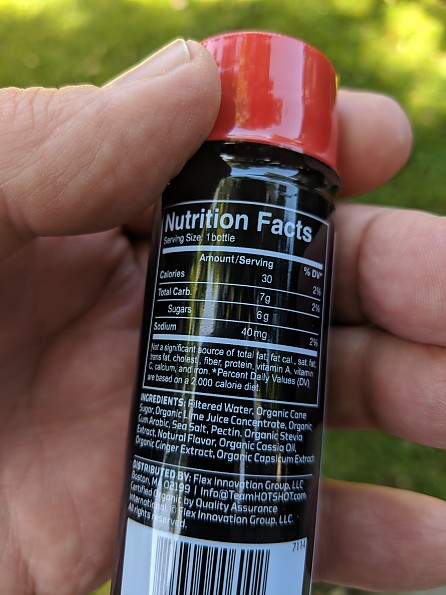 Nutrition Facts
Serving Size: 1 bottle
Amount/Serving % DV*
Calories 30 2%
Total Carb. 7g 2%
Sugars 6g
Sodium 40mg 2%
Not a significant source of total fat, fat cal., sat. fat,
trans fat, cholest., fiber, protein, vitamin A, vitamin
C, calcium, and iron. *Percent Daily Values (DV)
are based on a 2,000 calorie diet.
INGREDIENTS: Filtered Water, Organic Cane
Sugar, Organic Lime Juice Concentrate, Organic
Gum Arabic, Sea Salt, Pectin, Organic Stevia
Extract, Natural Flavor, Organic Cassia Oil,
Organic Ginger Extract, Organic Capsicum Extract
DISTRIBUTED BY: Flex Innovation Group, LLC
Boston, MA 02199 | Info@TeamHOTSHOT.com
Certified Organic by Quality Assurance
International. © Flex Innovation Group, LLC.
All rights reserved.